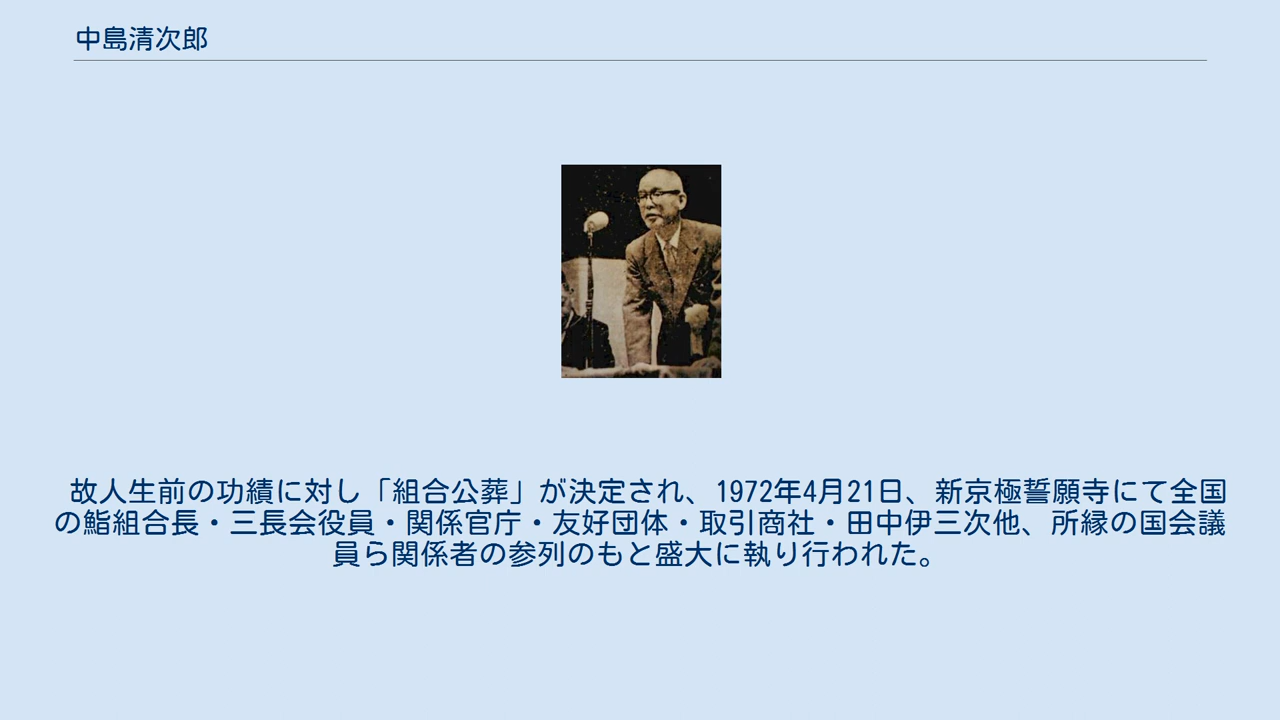 中島清次郎
故人生前の功績に対し「組合公葬」が決定され、1972年4月21日、新京極誓願寺にて全国
の鮨組合長・三長会役員・関係官庁・友好団体・取引商社・田中伊三次他、所縁の国会議
員ら関係者の参列のもと盛大に執り行われた。